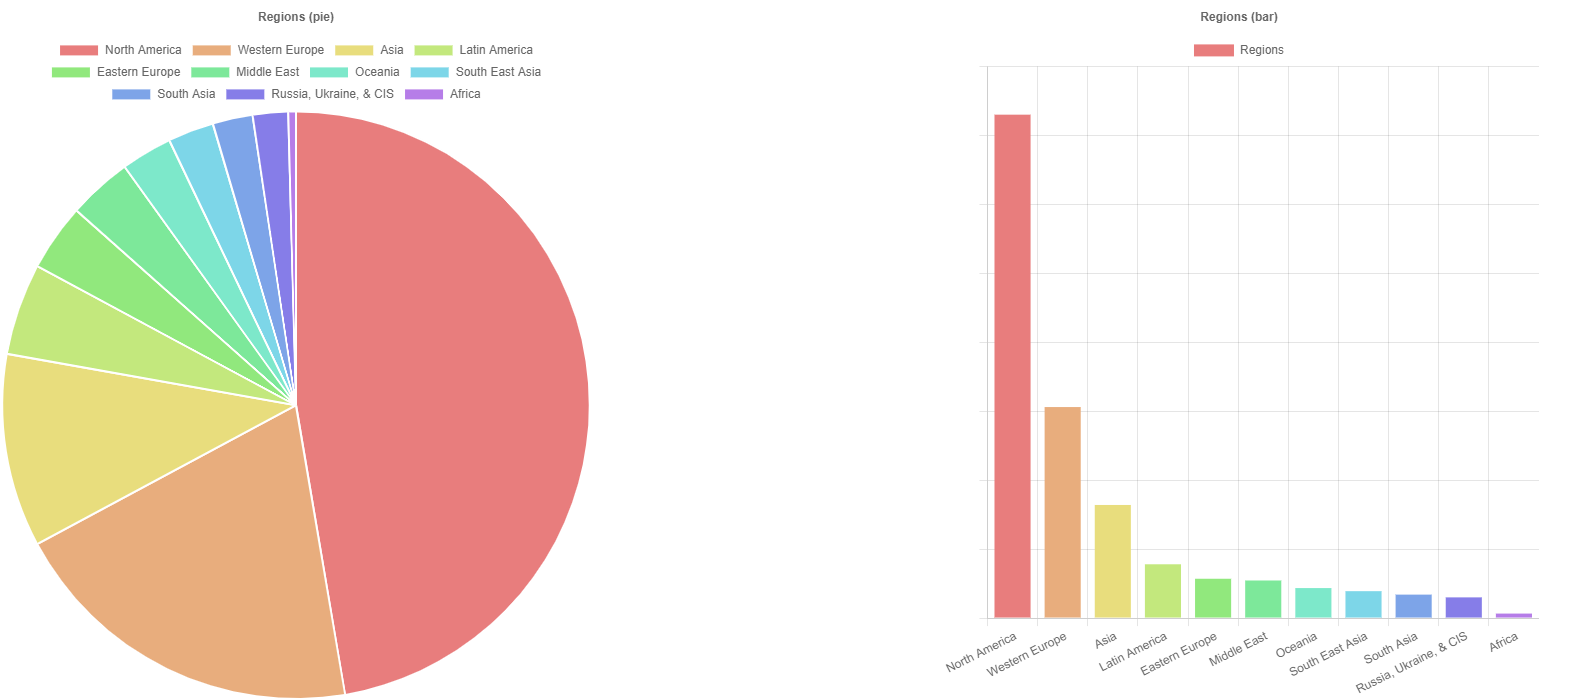 Regions (pie)
North America Western Europe Asia Latin America
Eastern Europe Middle East Oceania South East Asia
South Asia Russia, Ukraine, & CIS Africa
Regions (bar)
Regions
North America
Western Europe
Asia
Latin America
Eastern Europe
Middle East
Oceania
South East Asia
South Asia
Russia, Ukraine, & CIS
Africa